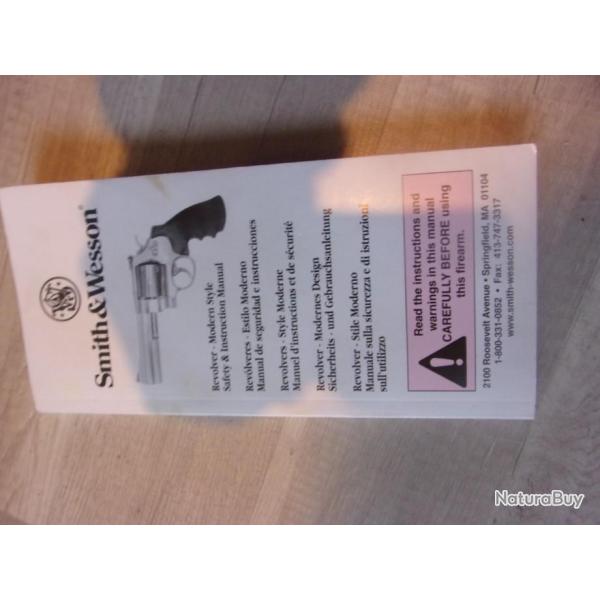 Smith&Wesson®
Revolver - Modern Style
Safety & Instruction Manual
Revólveres - Estilo Moderno
Manual de seguridad e instrucciones
Revolvers - Style Moderne
Manuel d'instructions et de sécurité
Revolver - Modernes Design
Sicherheits - und Gebrauchsanleitung
Revolver - Stile Moderno
Manuale sulla sicurezza e di istruzioni
sull'utilizzo
Read the instructions and
warnings in this manual
CAREFULLY BEFORE using
this firearm.
2100 Roosevelt Avenue • Springfield, MA 01104
1-800-331-0852 • Fax: 413-747-3317
www.smith-wesson.com
NaturaBuy